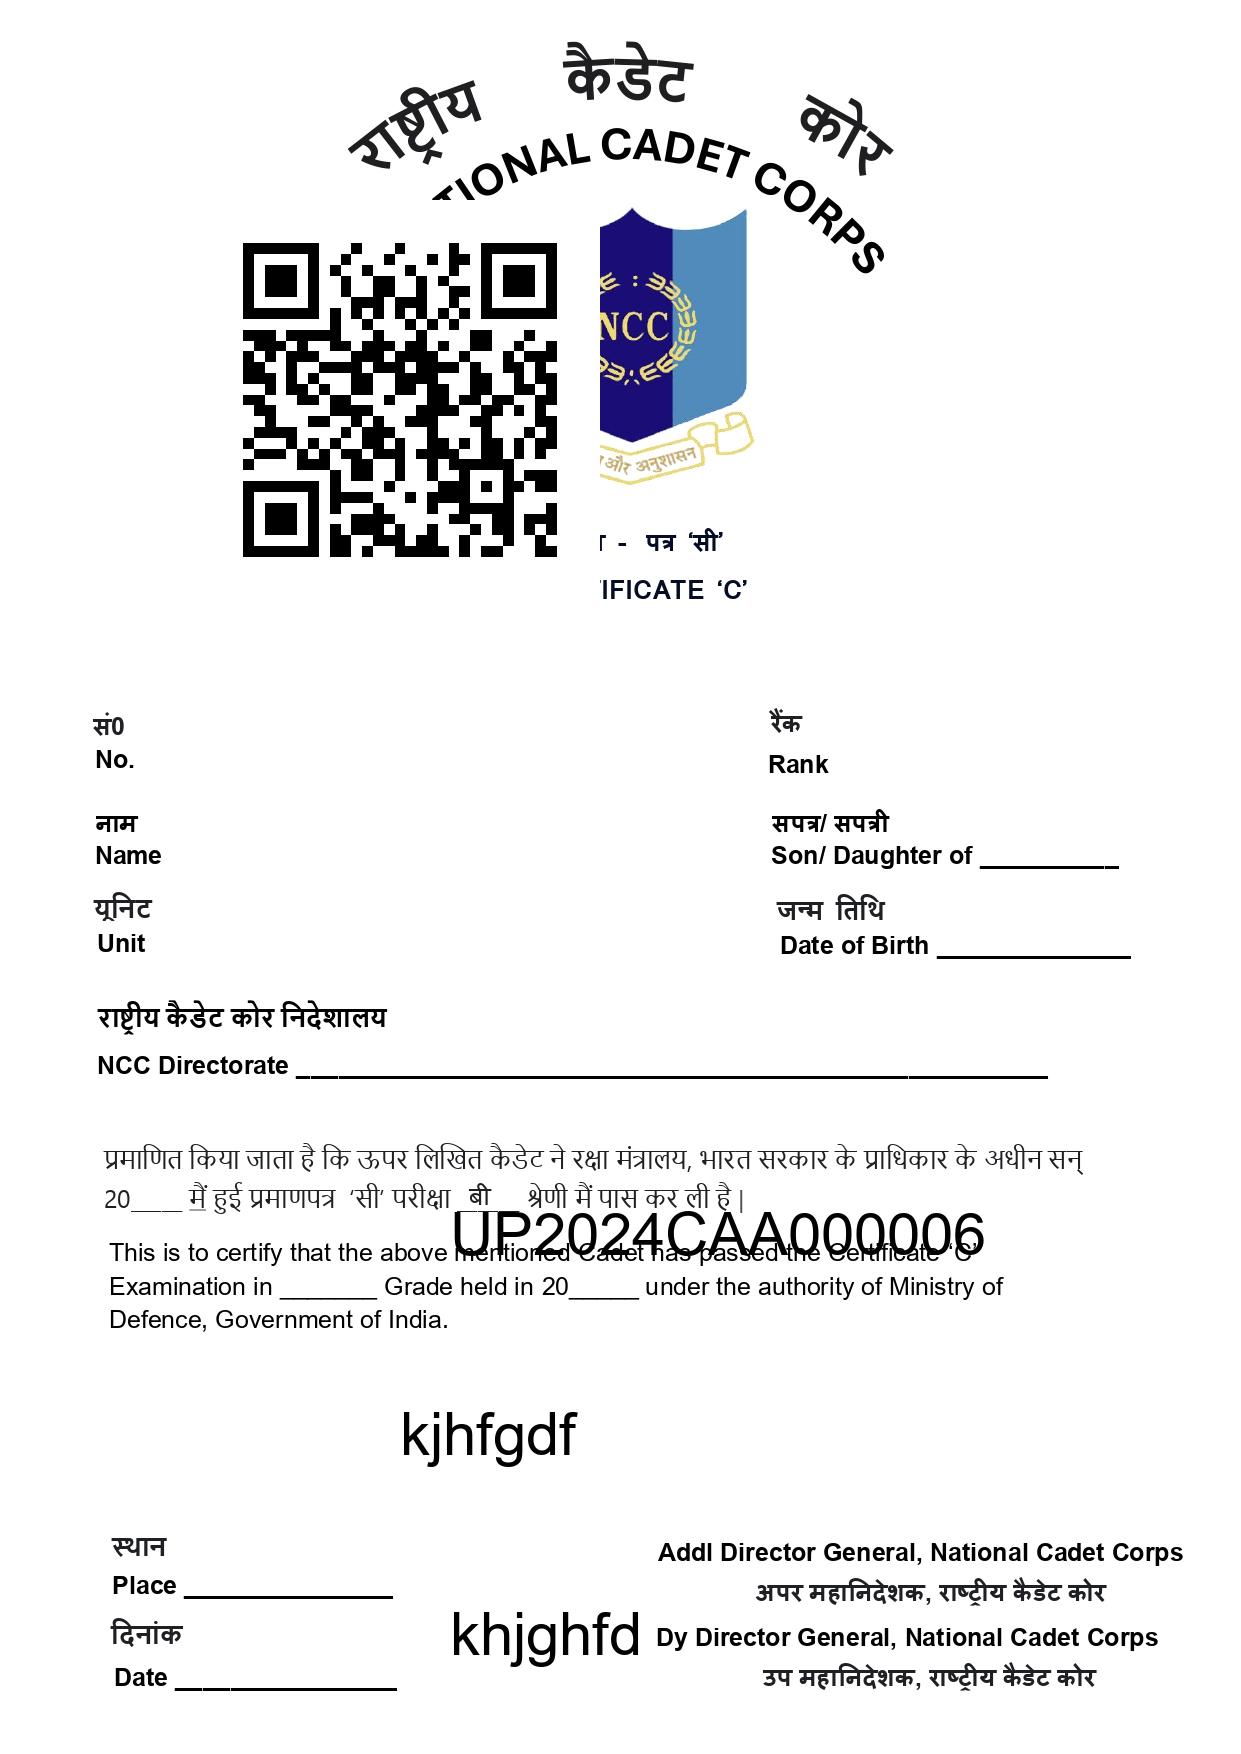 राष्ट्रीय कैडेट कोर
TIONAL CADET CORPS
NCC
और अनुशासन
- पत्र ‘सी’
TIFICATE ‘C’
सं0
No.
रैंक
Rank
नाम
Name
सपत्र/ सपत्री
Son/ Daughter of __________
यूनिट
Unit
जन्म तिथि
Date of Birth ______________
राष्ट्रीय कैडेट कोर निदेशालय
NCC Directorate ______________________________________________________
प्रमाणित किया जाता है कि ऊपर लिखित कैडेट ने रक्षा मंत्रालय, भारत सरकार के प्राधिकार के अधीन सन्
20____ मैं हुई प्रमाणपत्र ‘सी’ परीक्षा _बी__ श्रेणी मैं पास कर ली है |
UP2024CAA000006
This is to certify that the above mentioned Cadet has passed the Certificate ‘C’
Examination in _______ Grade held in 20_____ under the authority of Ministry of
Defence, Government of India.
kjhfgdf
स्थान
Place _______________
दिनांक
Date ________________
khjghfd
Addl Director General, National Cadet Corps
अपर महानिदेशक, राष्ट्रीय कैडेट कोर
Dy Director General, National Cadet Corps
उप महानिदेशक, राष्ट्रीय कैडेट कोर